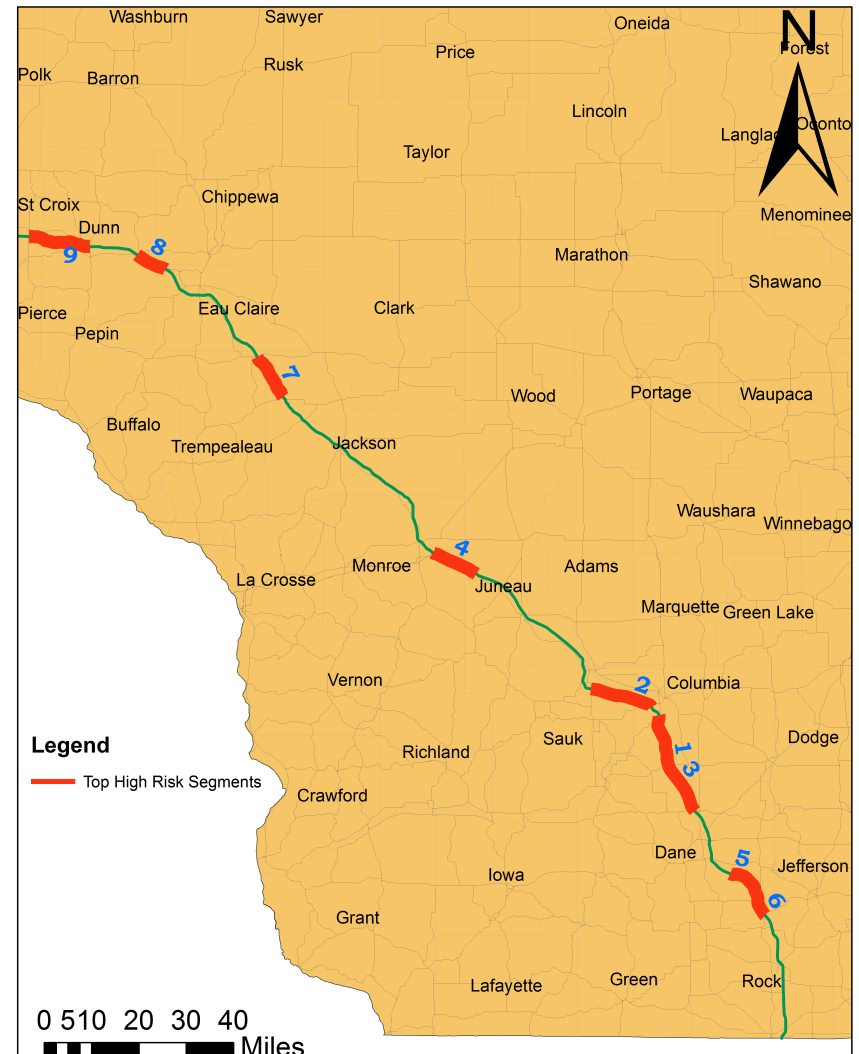 Washburn Sawyer Oneida
N
Price Forest
Polk Barron Rusk
Lincoln
Langlad Oconto
Taylor
St Croix Chippewa
Dunn Menominee
8
9
Marathon
Shawano
Pierce Eau Claire Clark
Pepin
7
Wood Portage Waupaca
Buffalo
Trempealeau Jackson
Waushara Winnebago
4
La Crosse Monroe Juneau Adams
Marquette Green Lake
Vernon 2 Columbia
Legend
Richland Sauk 1 Dodge
3
Top High Risk Segments
Crawford
Dane 5 Jefferson
Iowa
6
Grant
Lafayette Green Rock
0 5 10 20 30 40
Miles